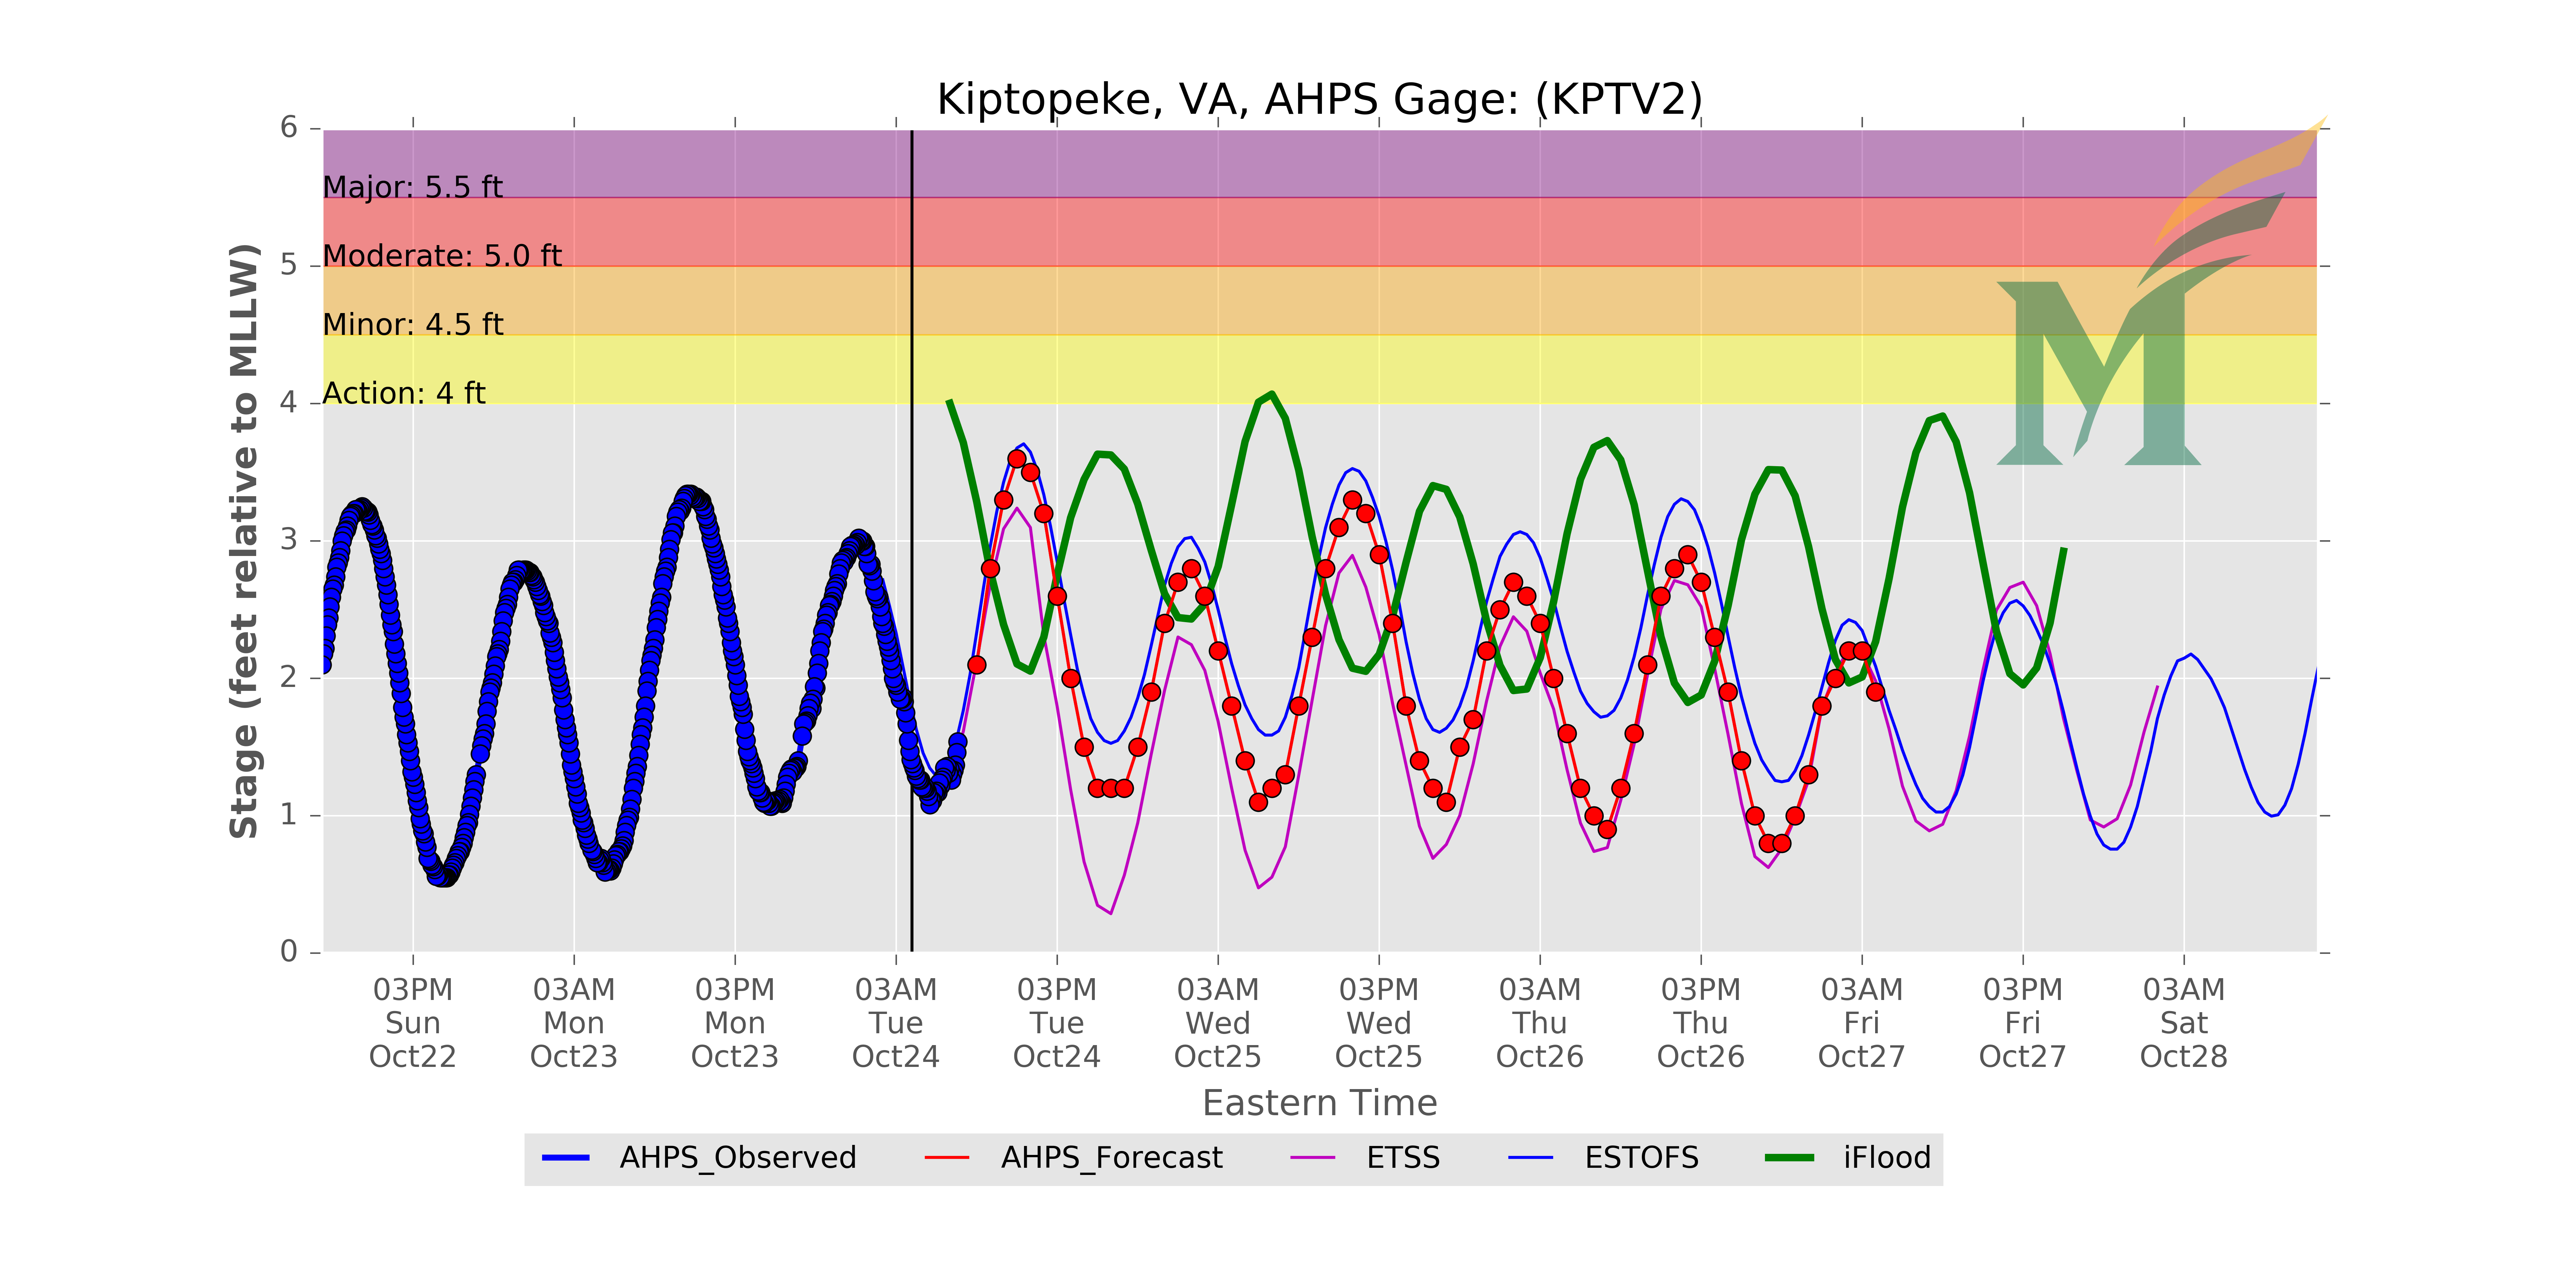 Kiptopeke, VA, AHPS Gage: (KPTV2)
Stage (feet relative to MLLW)
6
5
4
3
2
1
0
Major: 5.5 ft
Moderate: 5.0 ft
Minor: 4.5 ft
Action: 4 ft
M
03PM Sun Oct22
03AM Mon Oct23
03PM Mon Oct23
03AM Tue Oct24
03PM Tue Oct24
03AM Wed Oct25
03PM Wed Oct25
03AM Thu Oct26
03PM Thu Oct26
03AM Fri Oct27
03PM Fri Oct27
03AM Sat Oct28
Eastern Time
AHPS_Observed AHPS_Forecast ETSS ESTOFS iFlood